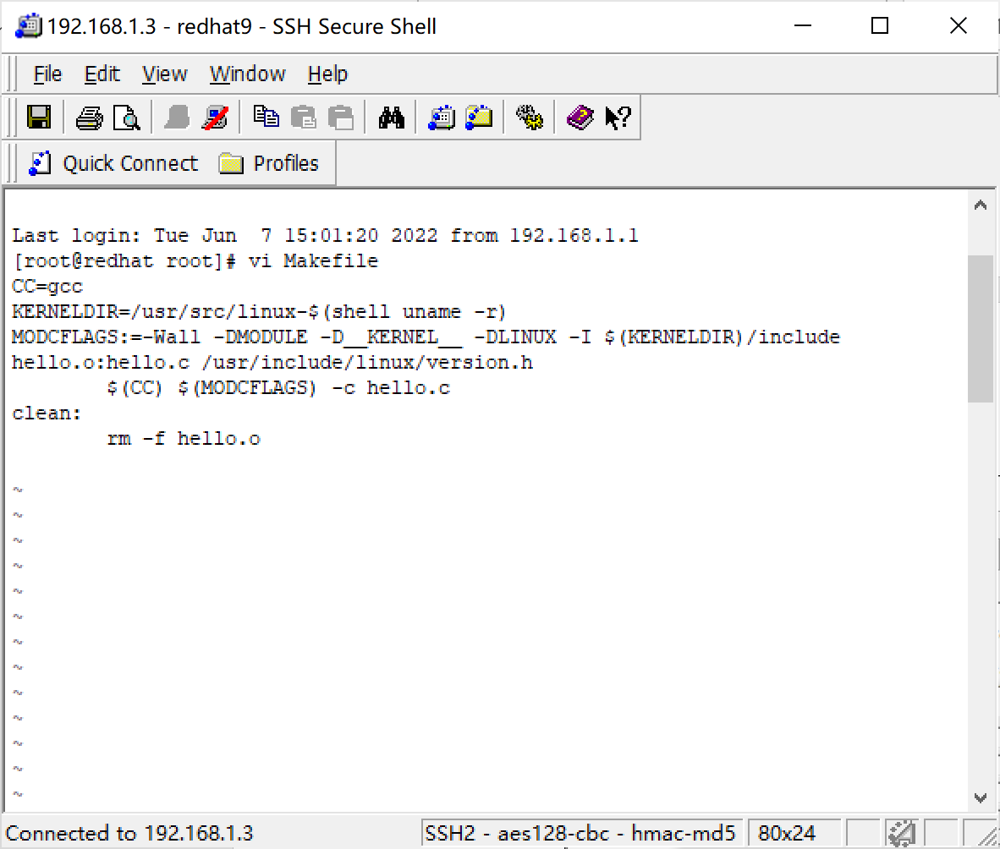 192.168.1.3 - redhat9 - SSH Secure Shell
File Edit View Window Help
Quick Connect Profiles
Last login: Tue Jun  7 15:01:20 2022 from 192.168.1.1
[root@redhat root]# vi Makefile
CC=gcc
KERNELDIR=/usr/src/linux-$(shell uname -r)
MODCFLAGS:=-Wall -DMODULE -D__KERNEL__ -DLINUX -I $(KERNELDIR)/include
hello.o:hello.c /usr/include/linux/version.h
        $(CC) $(MODCFLAGS) -c hello.c
clean:
        rm -f hello.o
~
~
~
~
~
~
~
~
~
~
~
~
~
Connected to 192.168.1.3 SSH2 - aes128-cbc - hmac-md5 80x24